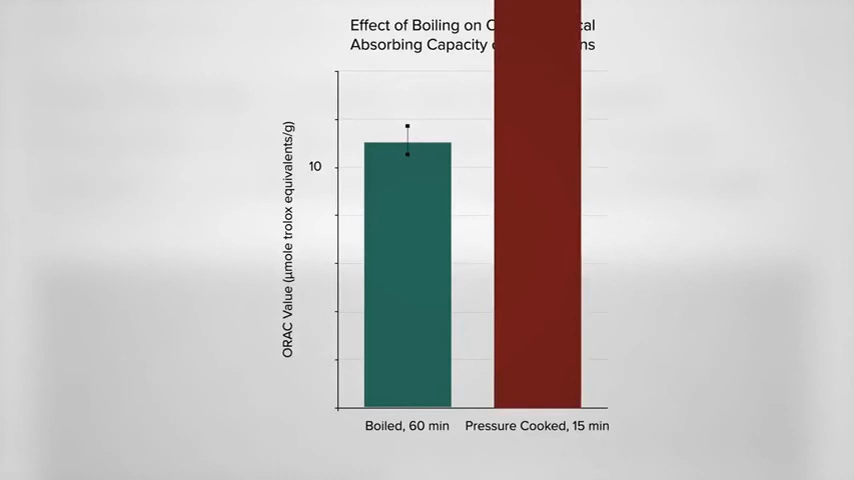 Effect of Boiling on
Absorbing Capacity
ORAC Value (µmole trolox equivalents/g)
10
Boiled, 60 min
Pressure Cooked, 15 min